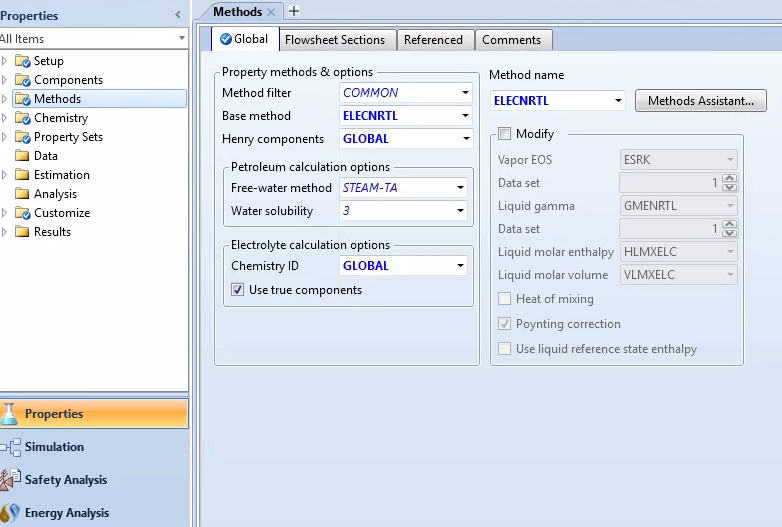 Properties
All Items
Setup
Components
Methods
Chemistry
Property Sets
Data
Estimation
Analysis
Customize
Results
Properties
Simulation
Safety Analysis
Energy Analysis
Methods
Global
Flowsheet Sections
Referenced
Comments
Property methods & options
Method filter COMMON
Base method ELECNRTL
Henry components GLOBAL
Petroleum calculation options
Free-water method STEAM-TA
Water solubility 3
Electrolyte calculation options
Chemistry ID GLOBAL
Use true components
Method name
ELECNRTL Methods Assistant...
Modify
Vapor EOS ESRK
Data set 1
Liquid gamma GMENRTL
Data set 1
Liquid molar enthalpy HLMXELC
Liquid molar volume VLMXELC
Heat of mixing
Poynting correction
Use liquid reference state enthalpy